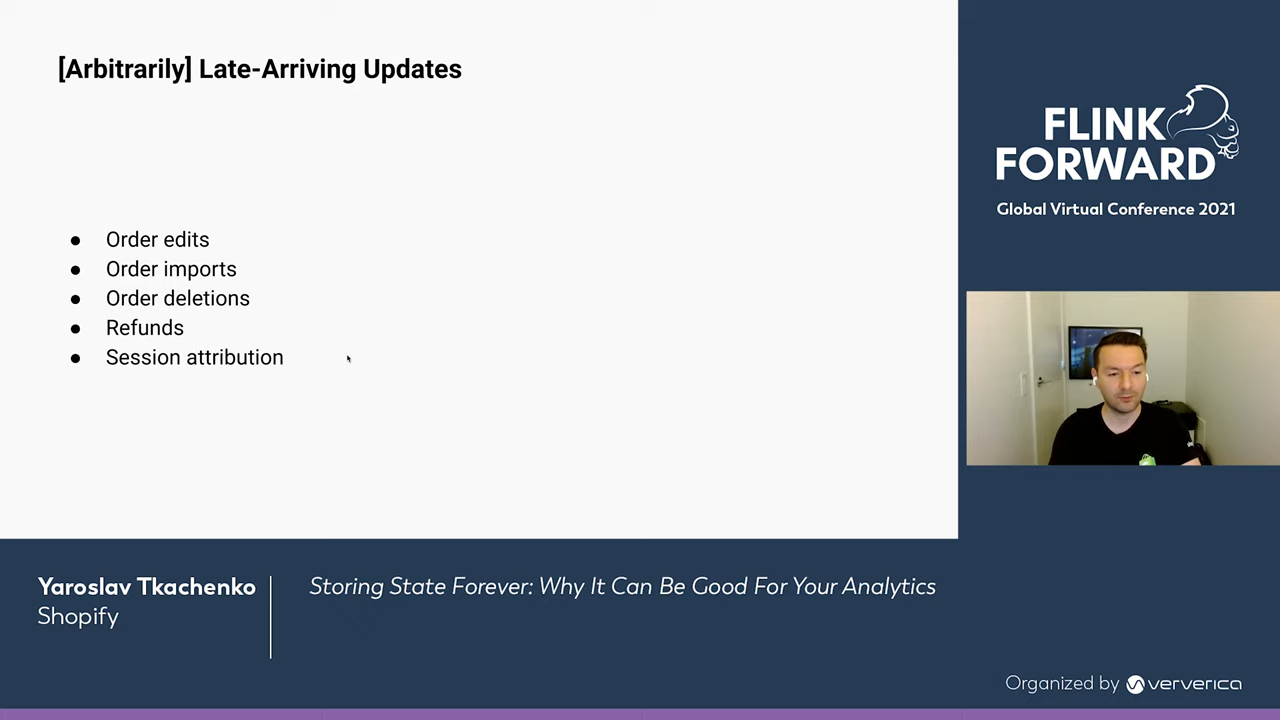 [Arbitrarily] Late-Arriving Updates
● Order edits
● Order imports
● Order deletions
● Refunds
● Session attribution
FLINK
FORWARD
Global Virtual Conference 2021
Yaroslav Tkachenko
Shopify
Storing State Forever: Why It Can Be Good For Your Analytics
Organized by ververica